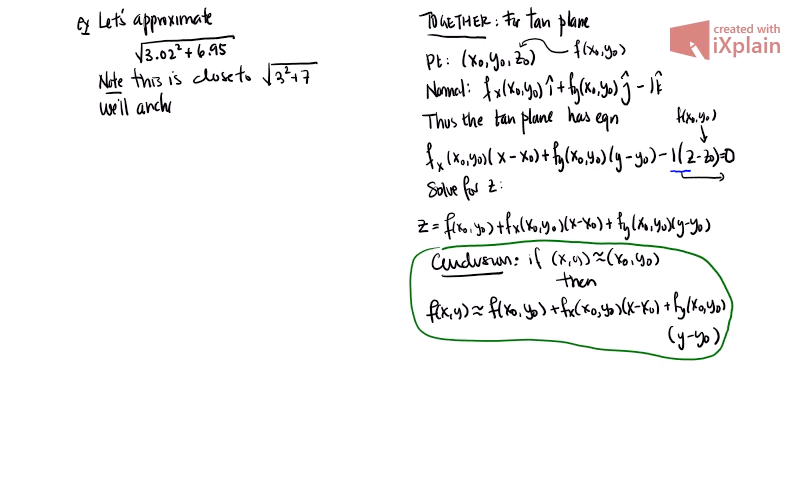 ex Let's approximate
√3.02²+6.95
Note this is close to √3²+7
we'll anch
TOGETHER: For tan plane
Pt: (x₀,y₀,z₀) f(x₀,y₀)
Normal: fₓ(x₀,y₀)î+fy(x₀,y₀)ĵ − 1k̂
Thus the tan plane has eqn
f(x₀,y₀)
fₓ(x₀,y₀)(x−x₀)+fy(x₀,y₀)(y−y₀)−1(z−z₀)=0
Solve for z:
z=f(x₀,y₀)+fₓ(x₀,y₀)(x−x₀)+fy(x₀,y₀)(y−y₀)
Conclusion: if (x,y)≈(x₀,y₀)
then
f(x,y)≈f(x₀,y₀)+fₓ(x₀,y₀)(x−x₀)+fy(x₀,y₀)
(y−y₀)
created with
iXplain